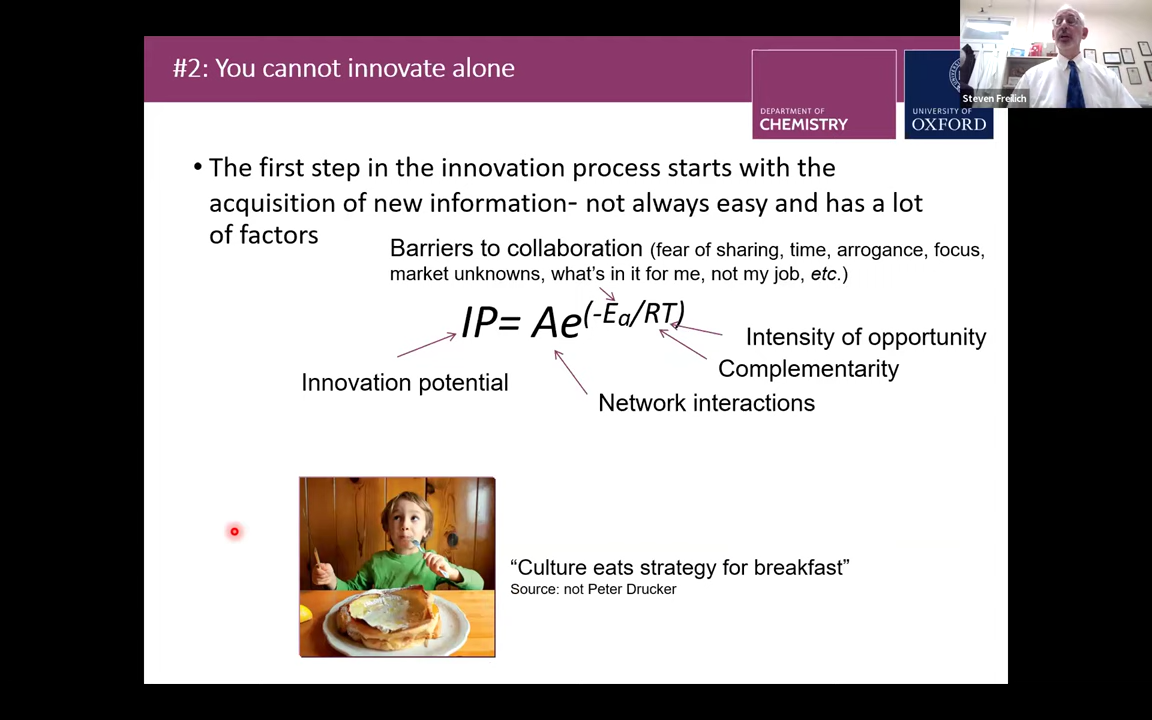 #2: You cannot innovate alone
DEPARTMENT OF
CHEMISTRY
UNIVERSITY OF
OXFORD
Steven Freilich
• The first step in the innovation process starts with the
acquisition of new information- not always easy and has a lot
of factors
Barriers to collaboration (fear of sharing, time, arrogance, focus,
market unknowns, what’s in it for me, not my job, etc.)
IP= Ae(-Ea/RT)
Intensity of opportunity
Complementarity
Innovation potential
Network interactions
“Culture eats strategy for breakfast”
Source: not Peter Drucker